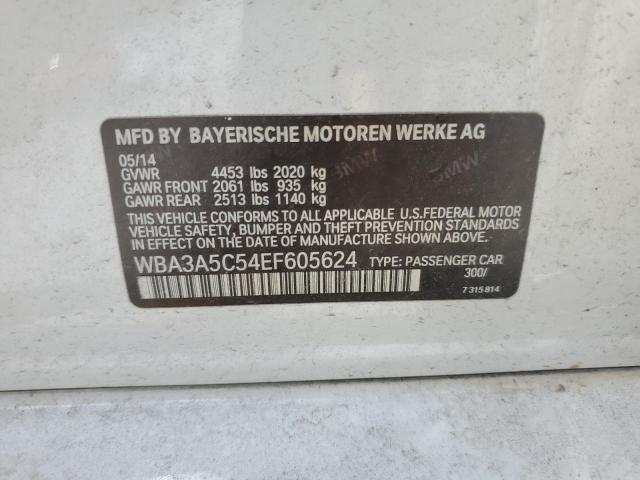 MFD BY BAYERISCHE MOTOREN WERKE AG
05/14
GVWR 4453 lbs 2020 kg
GAWR FRONT 2061 lbs 935 kg
GAWR REAR 2513 lbs 1140 kg
THIS VEHICLE CONFORMS TO ALL APPLICABLE U.S.FEDERAL MOTOR
VEHICLE SAFETY, BUMPER AND THEFT PREVENTION STANDARDS
IN EFFECT ON THE DATE OF MANUFACTURE SHOWN ABOVE.
WBA3A5C54EF605624 TYPE: PASSENGER CAR
300/
7 315 814